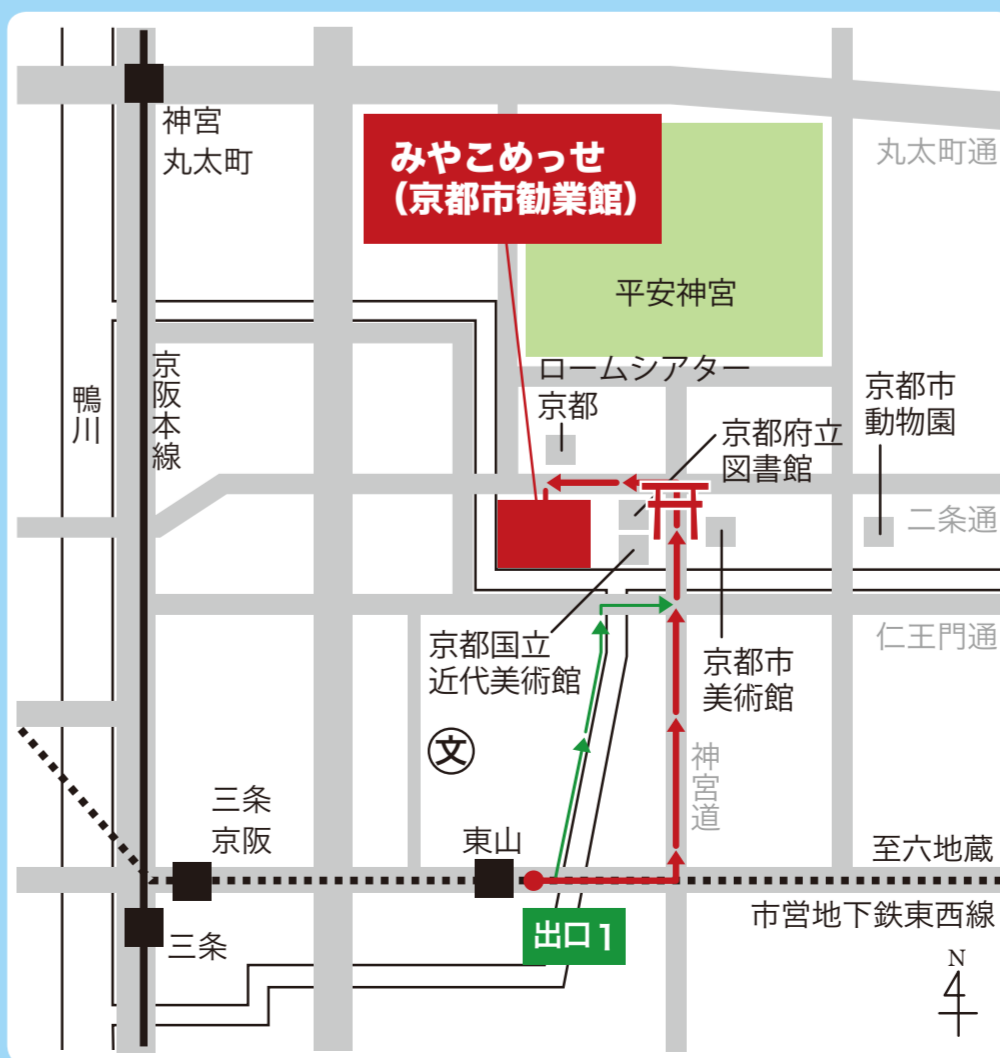 神宮
丸太町
みやこめっせ
(京都市勧業館)
丸太町通
平安神宮
鴨川
京阪本線
ロームシアター
京都
京都府立
図書館
京都市
動物園
二条通
仁王門通
京都国立
近代美術館
京都市
美術館
文
神宮道
三条
京阪
東山
至六地蔵
市営地下鉄東西線
出口1
三条
N